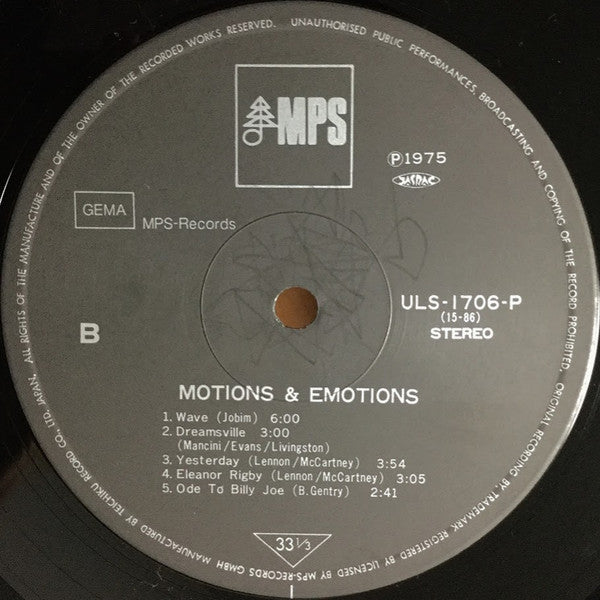 ALL RIGHTS OF THE MANUFACTURE AND OF THE OWNER OF THE RECORDED WORKS RESERVED. UNAUTHORISED PUBLIC PERFORMANCES, BROADCASTING AND COPYING OF THE RECORD PROHIBITED. ORIGINAL RECORDING BY, TRADEMARK REGISTERED BY, LICENSED BY MPS-RECORDS GMBH MANUFACTURED BY TEICHIKU RECORD CO., LTD. JAPAN.
MPS
Ⓟ1975
JASRAC
GEMA
MPS-Records
ULS-1706-P
(15-86)
B
STEREO
MOTIONS & EMOTIONS
1. Wave (Jobim) 6:00
2. Dreamsville 3:00
(Mancini/Evans/Livingston)
3. Yesterday (Lennon/McCartney) 3:54
4. Eleanor Rigby (Lennon/McCartney) 3:05
5. Ode Td Billy Joe (B. Gentry) 2:41
33 1/3